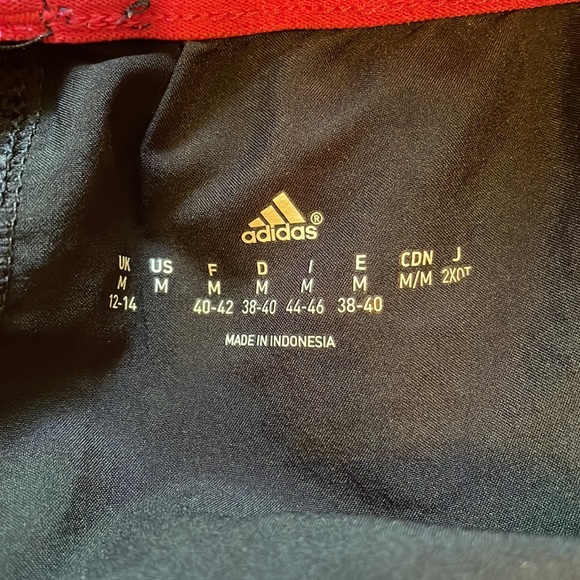 adidas®
UK US F D I E CDN J
M M M M M M M/M 2XOT
12-14 40-42 38-40 44-46 38-40
MADE IN INDONESIA